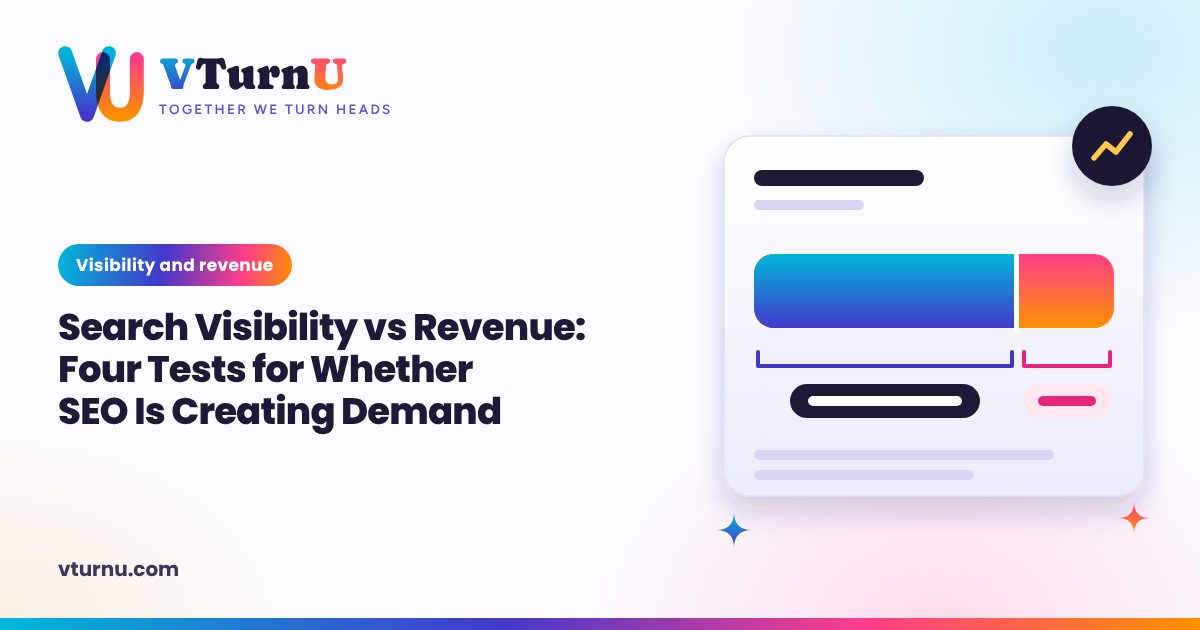 VTurnU
TOGETHER WE TURN HEADS
Visibility and revenue
Search Visibility vs Revenue:
Four Tests for Whether
SEO Is Creating Demand
vturnu.com